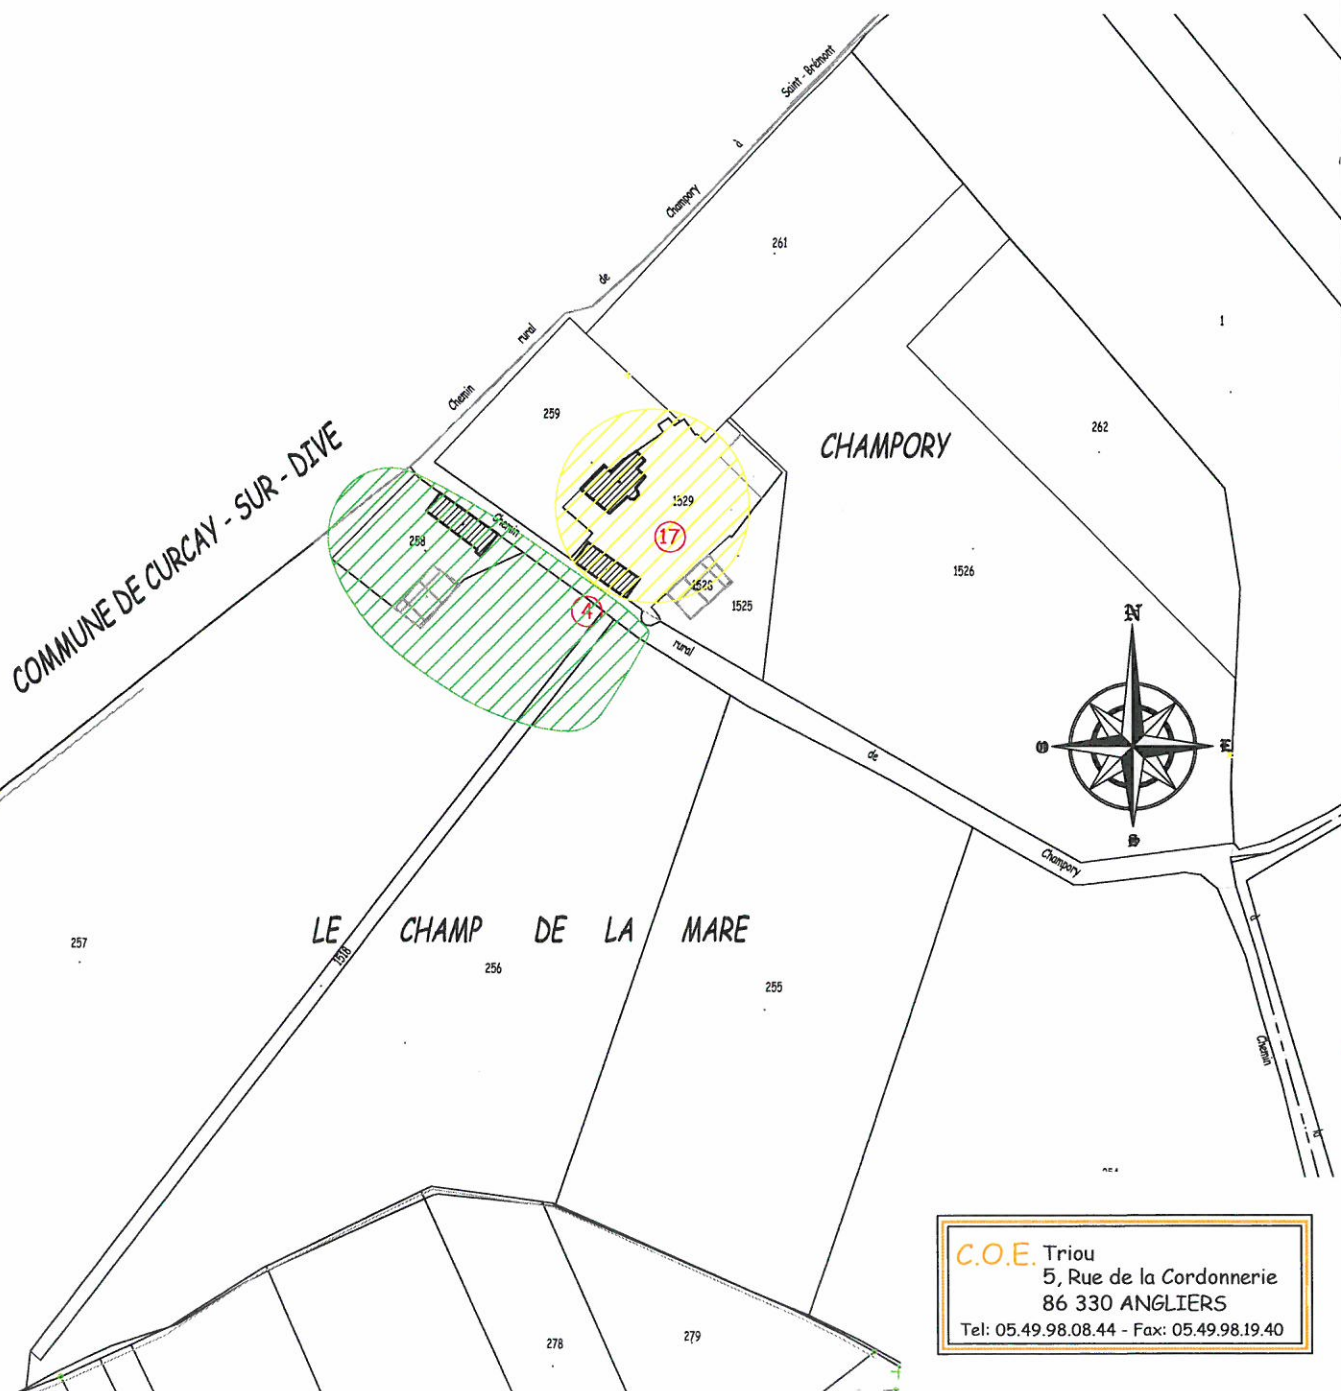 Chemin rural de Champory à Saint - Brémont
261
1
259
262
CHAMPORY
COMMUNE DE CURCAY - SUR - DIVE
1529
17
Chemin
258
1526
1525
4
rural
N
O E
S
de
Champory
LE CHAMP DE LA MARE
257
1518
256
255
Chemin
278
279
C.O.E. Triou
5, Rue de la Cordonnerie
86 330 ANGLIERS
Tel: 05.49.98.08.44 - Fax: 05.49.98.19.40